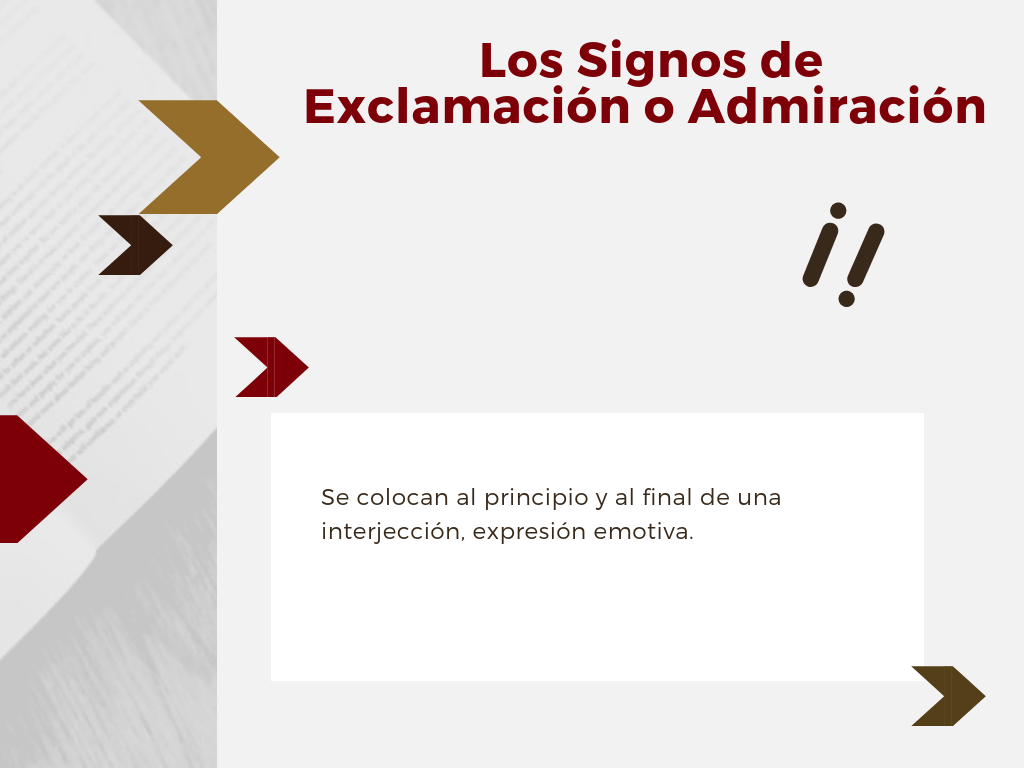 Los Signos de
Exclamación o Admiración
¡!
Se colocan al principio y al final de una
interjección, expresión emotiva.